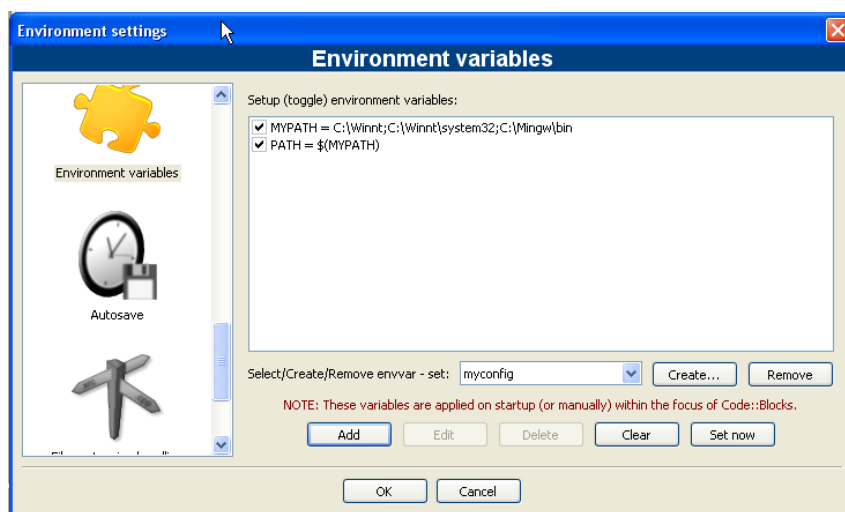 Environment settings
Environment variables
Setup (toggle) environment variables:
MYPATH = C:\Winnt;C:\Winnt\system32;C:\Mingw\bin
PATH = $(MYPATH)
Environment variables
Autosave
Select/Create/Remove envvar - set: myconfig Create... Remove
NOTE: These variables are applied on startup (or manually) within the focus of Code::Blocks.
Add Edit Delete Clear Set now
OK Cancel